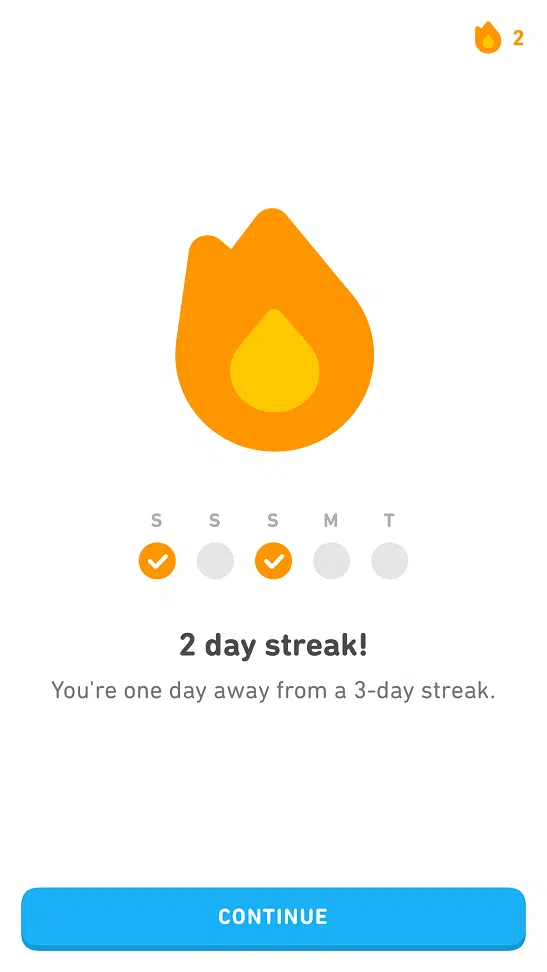 2
S S S M T
2 day streak!
You're one day away from a 3-day streak.
CONTINUE